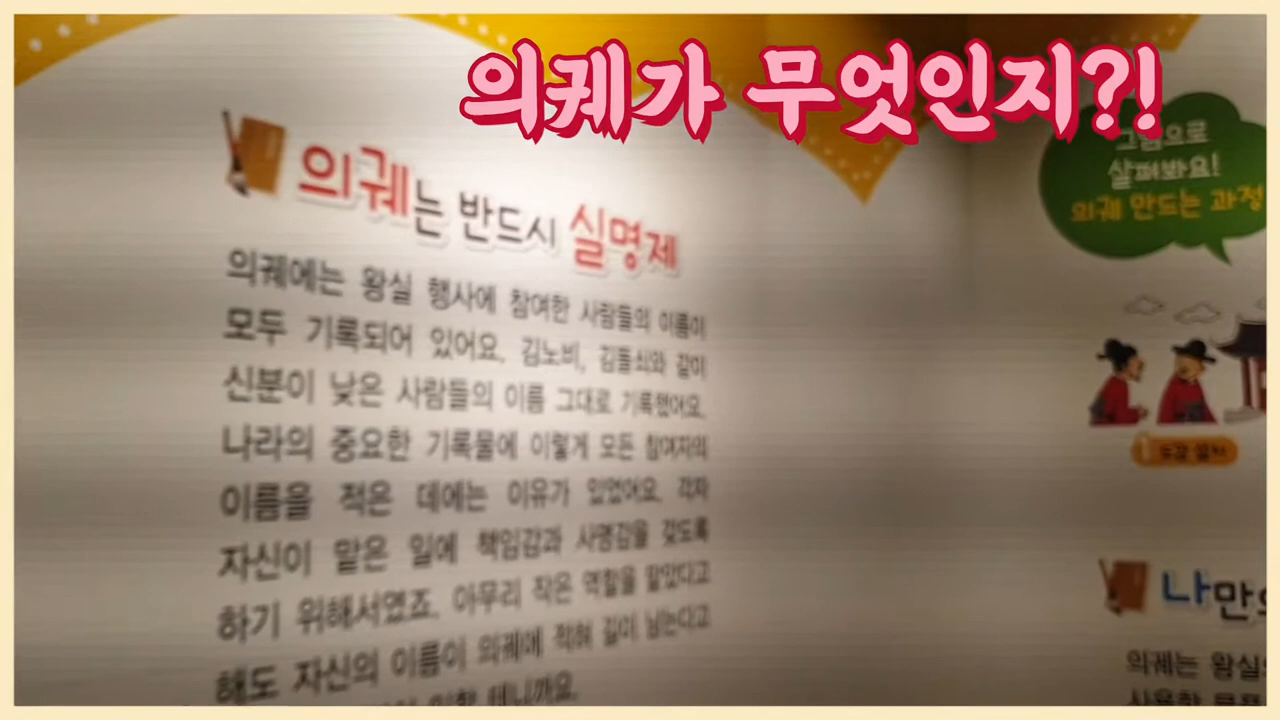 의궤가 무엇인지?!
의궤는 반드시 실명제
의궤에는 왕실 행사에 참여한 사람들의 이름이
모두 기록되어 있어요. 김노비, 김돌쇠와 같이
신분이 낮은 사람들의 이름 그대로 기록했어요.
나라의 중요한 기록물에 이렇게 모든 참여자의
이름을 적은 데에는 이유가 있었어요. 각자
자신이 맡은 일에 책임감과 사명감을 갖도록
하기 위해서였죠. 아무리 작은 역할을 맡았다고
해도 자신의 이름이 의궤에 적혀 길이 남는다고
테니까요.
그림으로
살펴봐요!
의궤 만드는 과정
나만의
의궤는 왕실